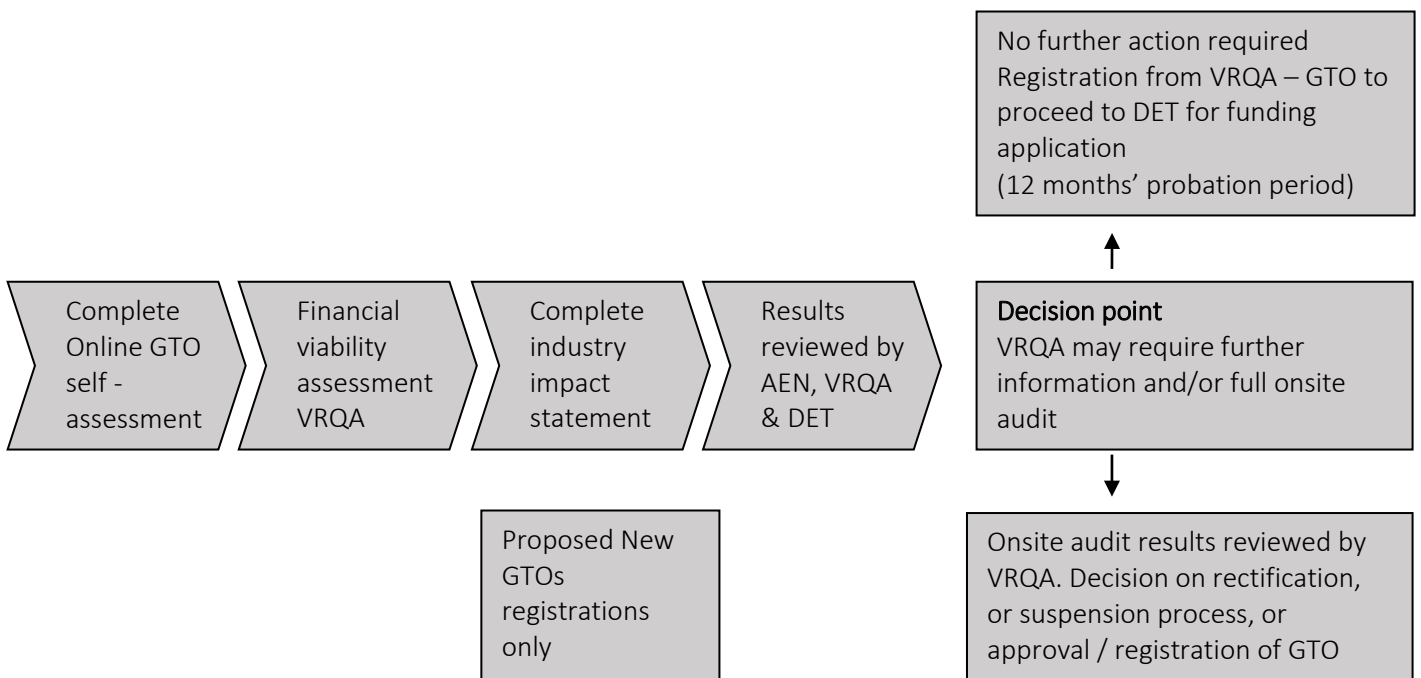 No further action required
Registration from VRQA – GTO to
proceed to DET for funding
application
(12 months’ probation period)
Complete
Online GTO
self -
assessment
Financial
viability
assessment
VRQA
Complete
industry
impact
statement
Results
reviewed by
AEN, VRQA
& DET
Decision point
VRQA may require further
information and/or full onsite
audit
Proposed New
GTOs
registrations
only
Onsite audit results reviewed by
VRQA. Decision on rectification,
or suspension process, or
approval / registration of GTO